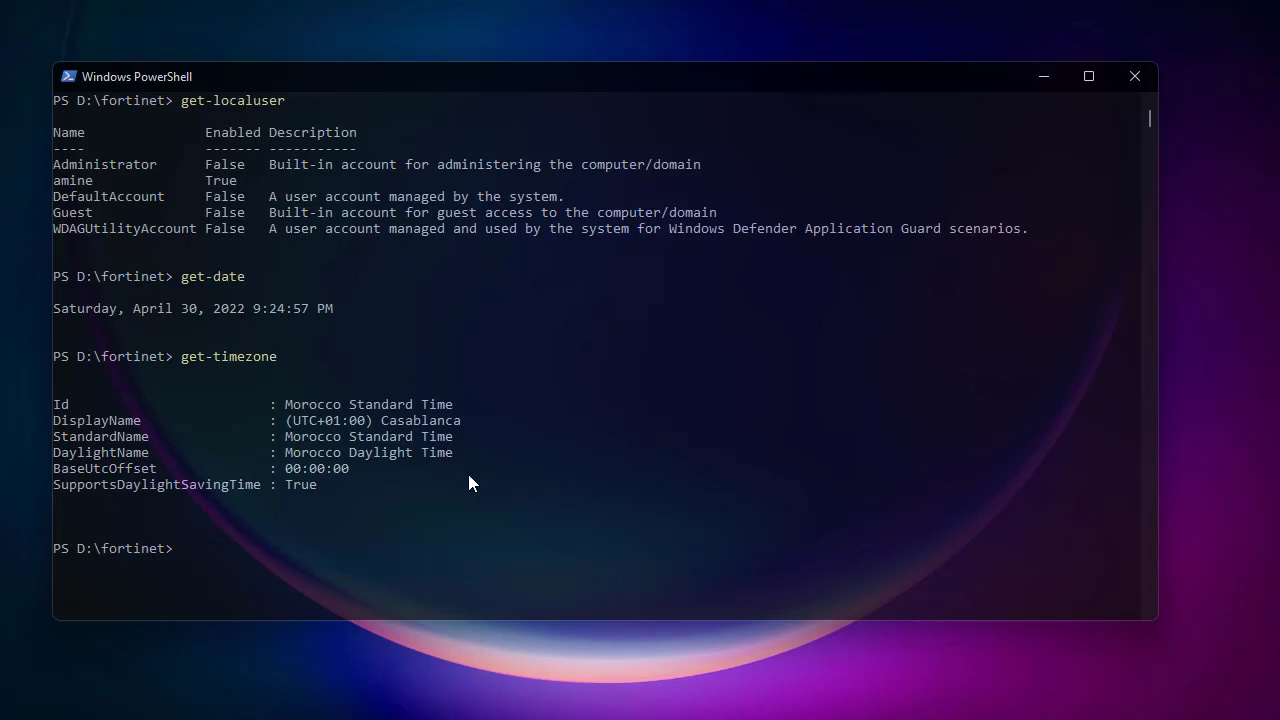 Windows PowerShell
PS D:\fortinet> get-localuser
Name               Enabled Description
----               ------- -----------
Administrator      False   Built-in account for administering the computer/domain
amine              True
DefaultAccount     False   A user account managed by the system.
Guest              False   Built-in account for guest access to the computer/domain
WDAGUtilityAccount False   A user account managed and used by the system for Windows Defender Application Guard scenarios.
PS D:\fortinet> get-date
Saturday, April 30, 2022 9:24:57 PM
PS D:\fortinet> get-timezone
Id                         : Morocco Standard Time
DisplayName                : (UTC+01:00) Casablanca
StandardName               : Morocco Standard Time
DaylightName               : Morocco Daylight Time
BaseUtcOffset              : 00:00:00
SupportsDaylightSavingTime : True
PS D:\fortinet>